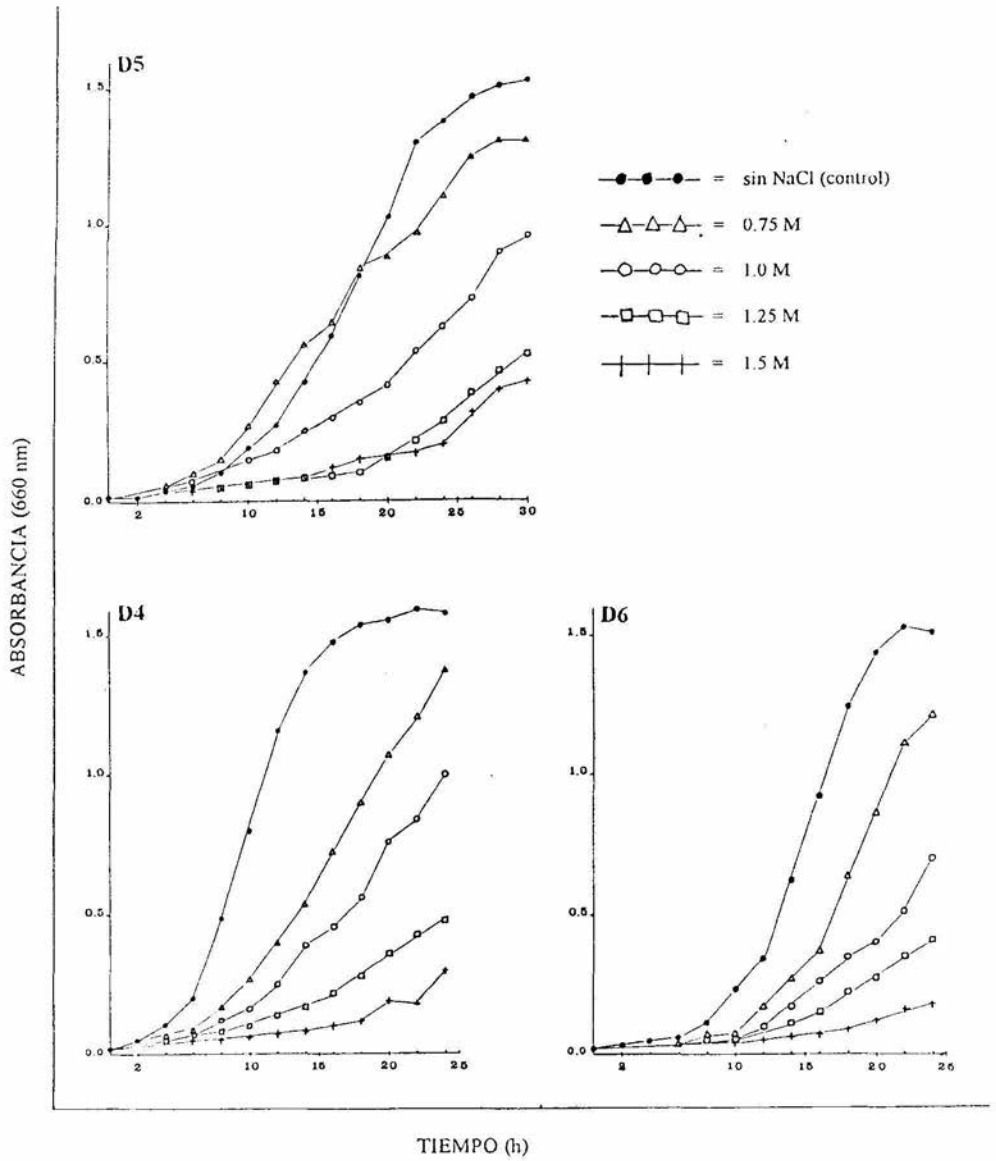 D5
1.5
1.0
0.5
0.0
2
10
15
20
25
30
= sin NaCl (control)
= 0.75 M
= 1.0 M
= 1.25 M
= 1.5 M
ABSORBANCIA (660 nm)
D4
1.5
1.0
0.5
0.0
2
10
15
20
25
D6
1.5
1.0
0.5
0.0
2
10
15
20
25
TIEMPO (h)